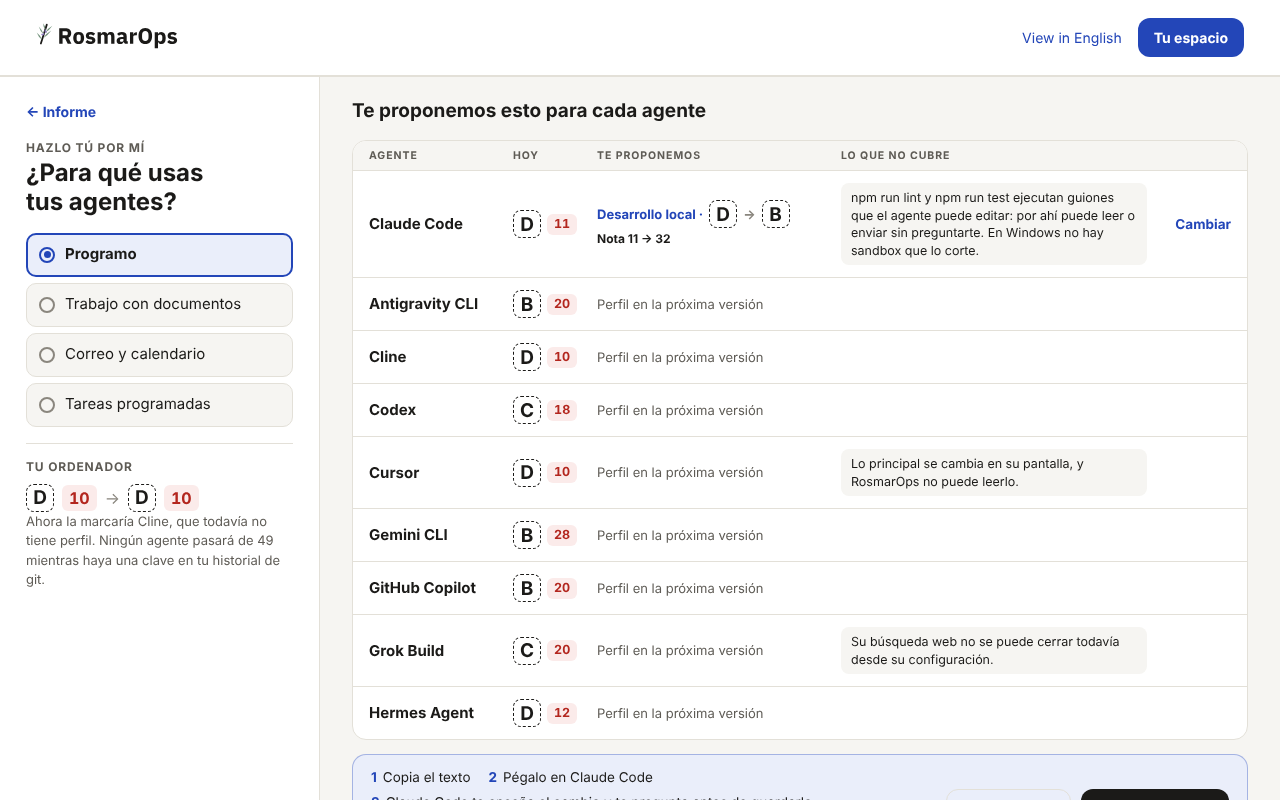 RosmarOps
View in English
Tu espacio
← Informe
HAZLO TÚ POR MÍ
¿Para qué usas
tus agentes?
Programo
Trabajo con documentos
Correo y calendario
Tareas programadas
TU ORDENADOR
D 10 → D 10
Ahora la marcaría Cline, que todavía no
tiene perfil. Ningún agente pasará de 49
mientras haya una clave en tu historial de
git.
Te proponemos esto para cada agente
AGENTE HOY TE PROPONEMOS LO QUE NO CUBRE
Claude Code D 11 Desarrollo local · D → B
Nota 11 → 32
npm run lint y npm run test ejecutan guiones
que el agente puede editar: por ahí puede leer o
enviar sin preguntarte. En Windows no hay
sandbox que lo corte.
Cambiar
Antigravity CLI B 20 Perfil en la próxima versión
Cline D 10 Perfil en la próxima versión
Codex C 18 Perfil en la próxima versión
Cursor D 10 Perfil en la próxima versión
Lo principal se cambia en su pantalla, y
RosmarOps no puede leerlo.
Gemini CLI B 28 Perfil en la próxima versión
GitHub Copilot B 20 Perfil en la próxima versión
Grok Build C 20 Perfil en la próxima versión
Su búsqueda web no se puede cerrar todavía
desde su configuración.
Hermes Agent D 12 Perfil en la próxima versión
1 Copia el texto 2 Pégalo en Claude Code